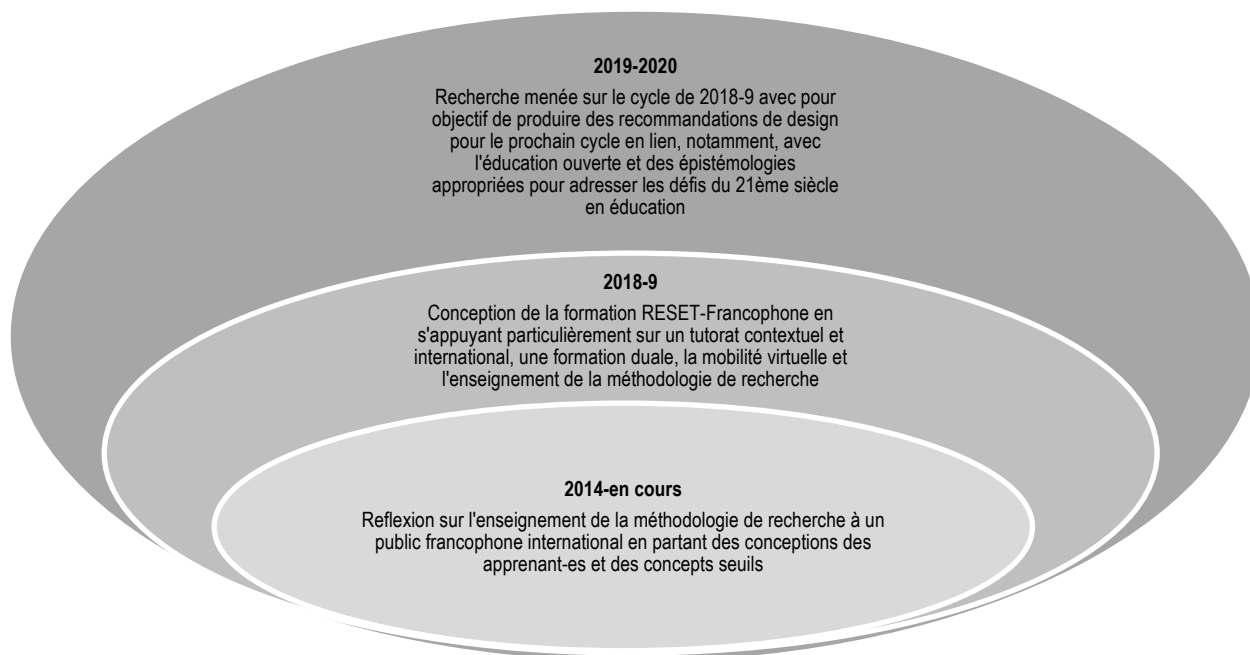 2019-2020
Recherche menée sur le cycle de 2018-9 avec pour
objectif de produire des recommandations de design
pour le prochain cycle en lien, notamment, avec
l'éducation ouverte et des épistémologies
appropriées pour adresser les défis du 21ème siècle
en éducation
2018-9
Conception de la formation RESET-Francophone en
s'appuyant particulièrement sur un tutorat contextuel et
international, une formation duale, la mobilité virtuelle et
l'enseignement de la méthodologie de recherche
2014-en cours
Reflexion sur l'enseignement de la méthodologie de recherche à un
public francophone international en partant des conceptions des
apprenant-es et des concepts seuils